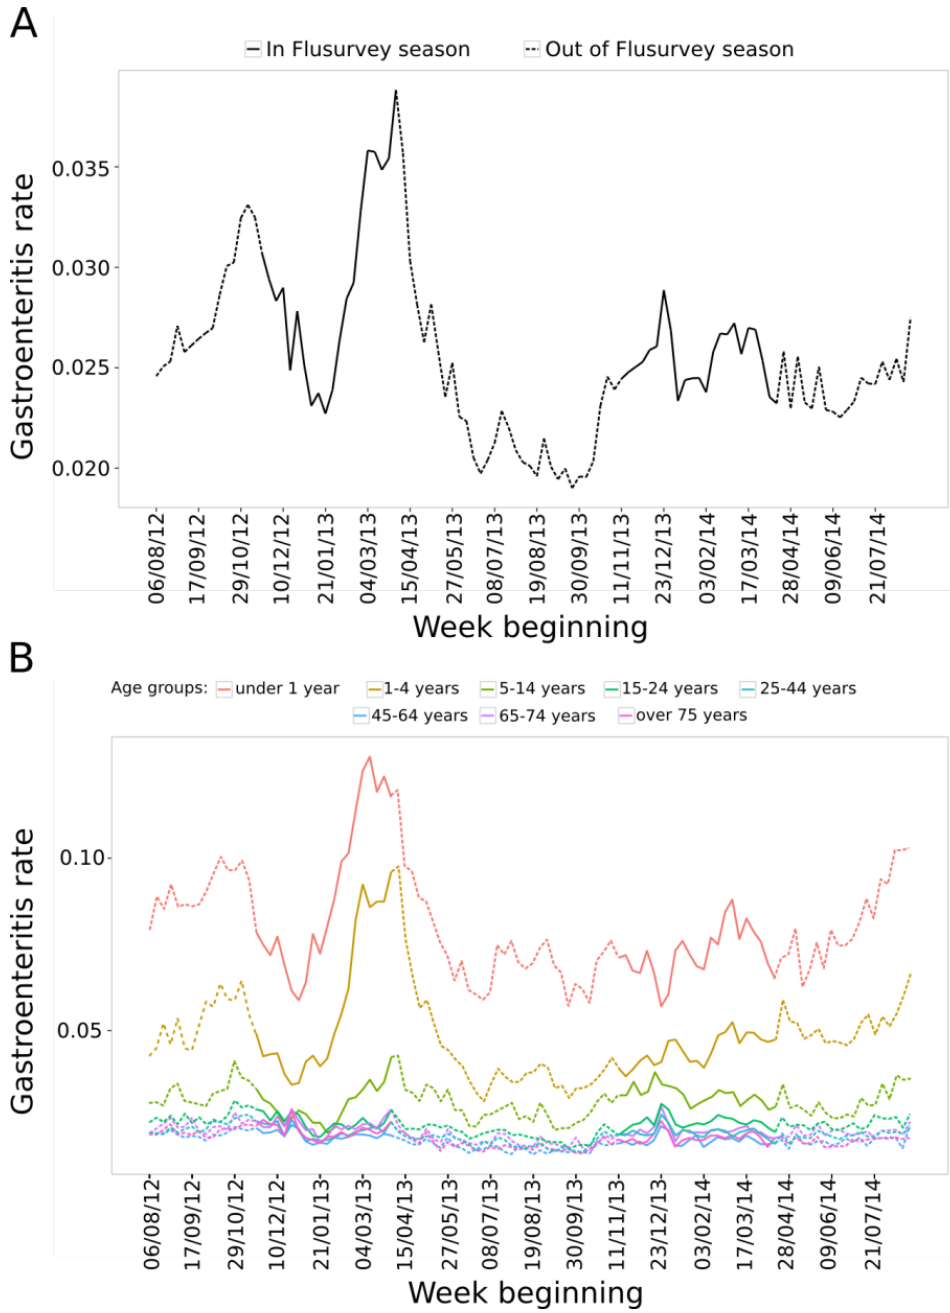 A
In Flusurvey season Out of Flusurvey season
Gastroenteritis rate
0.035
0.030
0.025
0.020
06/08/12 17/09/12 29/10/12 10/12/12 21/01/13 04/03/13 15/04/13 27/05/13 08/07/13 19/08/13 30/09/13 11/11/13 23/12/13 03/02/14 17/03/14 28/04/14 09/06/14 21/07/14
Week beginning
B
Age groups: under 1 year 1-4 years 5-14 years 15-24 years 25-44 years
45-64 years 65-74 years over 75 years
Gastroenteritis rate
0.10
0.05
06/08/12 17/09/12 29/10/12 10/12/12 21/01/13 04/03/13 15/04/13 27/05/13 08/07/13 19/08/13 30/09/13 11/11/13 23/12/13 03/02/14 17/03/14 28/04/14 09/06/14 21/07/14
Week beginning